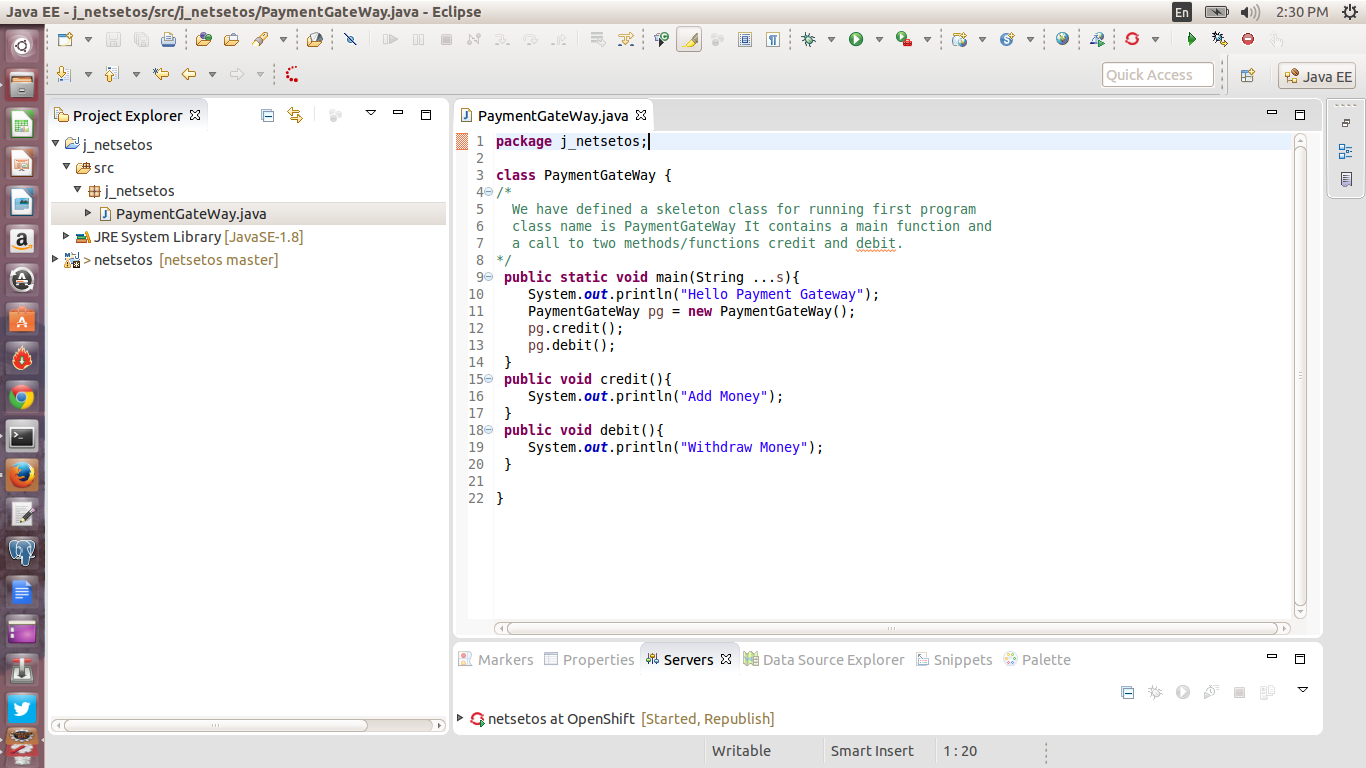 Java EE - j_netsetos/src/j_netsetos/PaymentGateWay.java - Eclipse
En
2:30 PM
Quick Access
Java EE
Project Explorer
j_netsetos
src
j_netsetos
PaymentGateWay.java
JRE System Library [JavaSE-1.8]
> netsetos [netsetos master]
PaymentGateWay.java
1 package j_netsetos;
2
3 class PaymentGateWay {
4 /*
5 We have defined a skeleton class for running first program
6 class name is PaymentGateWay It contains a main function and
7 a call to two methods/functions credit and debit.
8 */
9 public static void main(String ...s){
10 System.out.println("Hello Payment Gateway");
11 PaymentGateWay pg = new PaymentGateWay();
12 pg.credit();
13 pg.debit();
14 }
15 public void credit(){
16 System.out.println("Add Money");
17 }
18 public void debit(){
19 System.out.println("Withdraw Money");
20 }
21
22 }
Markers Properties Servers Data Source Explorer Snippets Palette
netsetos at OpenShift [Started, Republish]
Writable Smart Insert 1 : 20